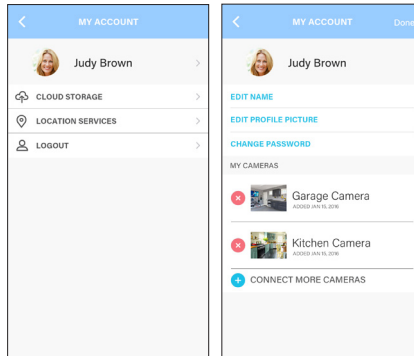 MY ACCOUNT
Judy Brown
CLOUD STORAGE
LOCATION SERVICES
LOGOUT
MY ACCOUNT Done
Judy Brown
EDIT NAME
EDIT PROFILE PICTURE
CHANGE PASSWORD
MY CAMERAS
Garage Camera
ADDED JAN 15, 2016
Kitchen Camera
ADDED JAN 15, 2016
CONNECT MORE CAMERAS